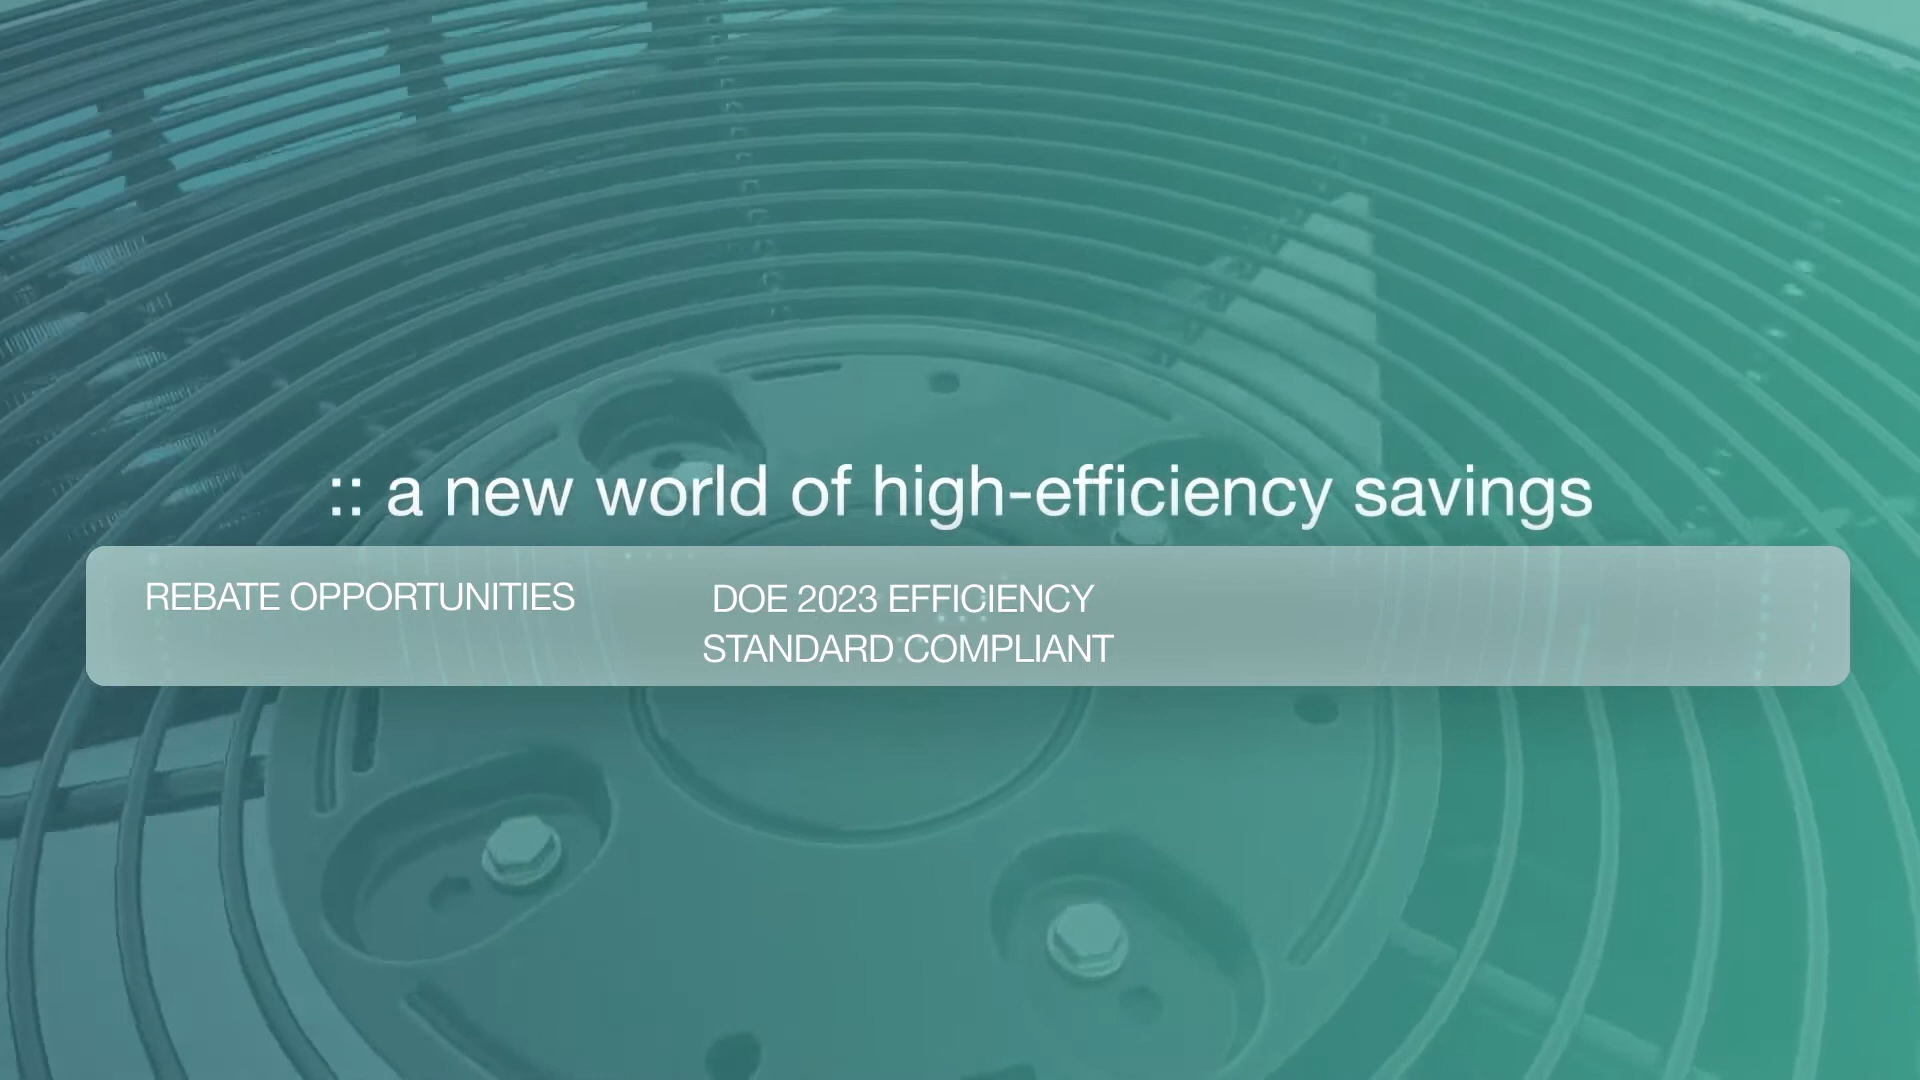 :: a new world of high-efficiency savings
REBATE OPPORTUNITIES
DOE 2023 EFFICIENCY
STANDARD COMPLIANT